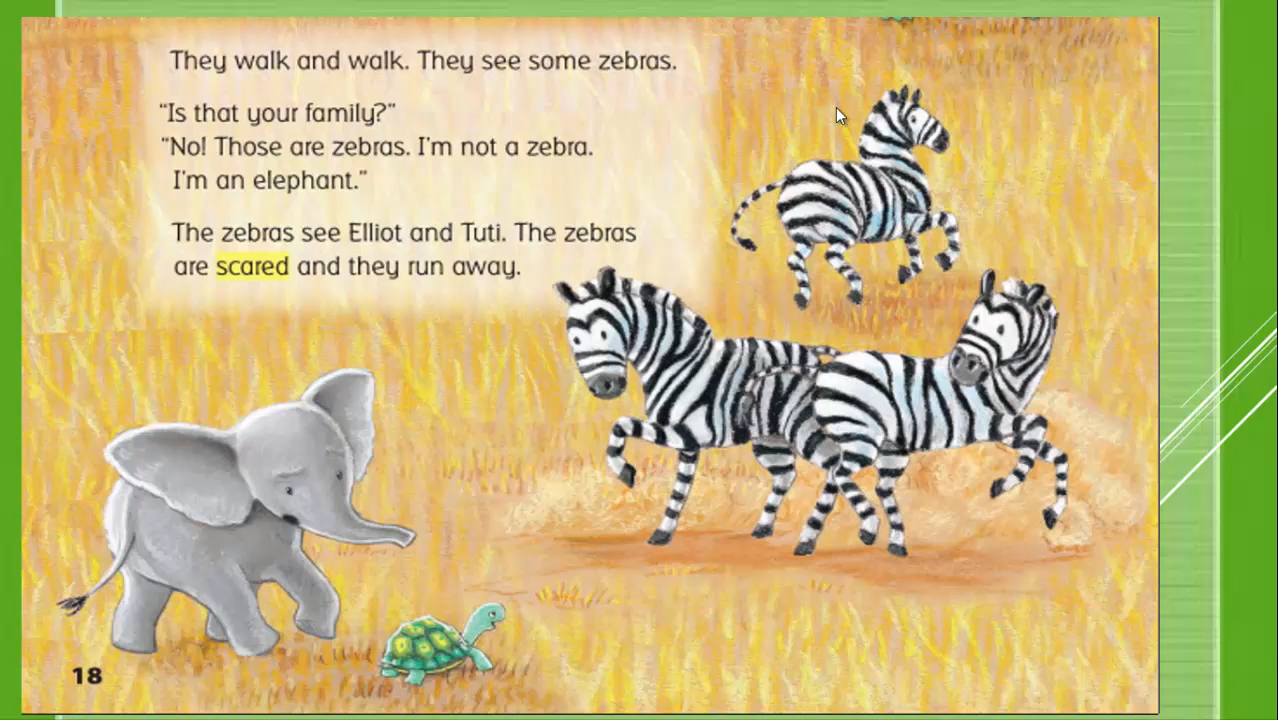 They walk and walk. They see some zebras.
“Is that your family?”
“No! Those are zebras. I’m not a zebra.
I’m an elephant.”
The zebras see Elliot and Tuti. The zebras
are scared and they run away.
18